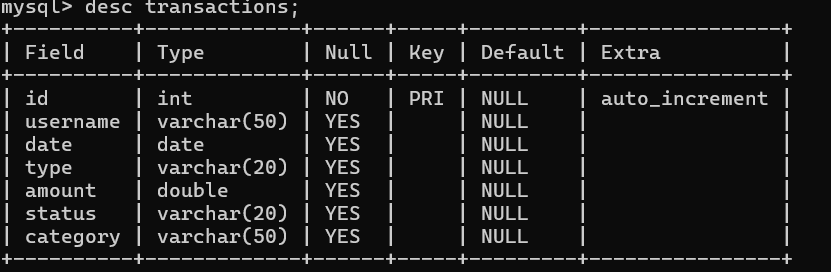 mysql> desc transactions;
+----------+-------------+------+-----+---------+----------------+
| Field    | Type        | Null | Key | Default | Extra          |
+----------+-------------+------+-----+---------+----------------+
| id       | int         | NO   | PRI | NULL    | auto_increment |
| username | varchar(50) | YES  |     | NULL    |                |
| date     | date        | YES  |     | NULL    |                |
| type     | varchar(20) | YES  |     | NULL    |                |
| amount   | double      | YES  |     | NULL    |                |
| status   | varchar(20) | YES  |     | NULL    |                |
| category | varchar(50) | YES  |     | NULL    |                |
+----------+-------------+------+-----+---------+----------------+